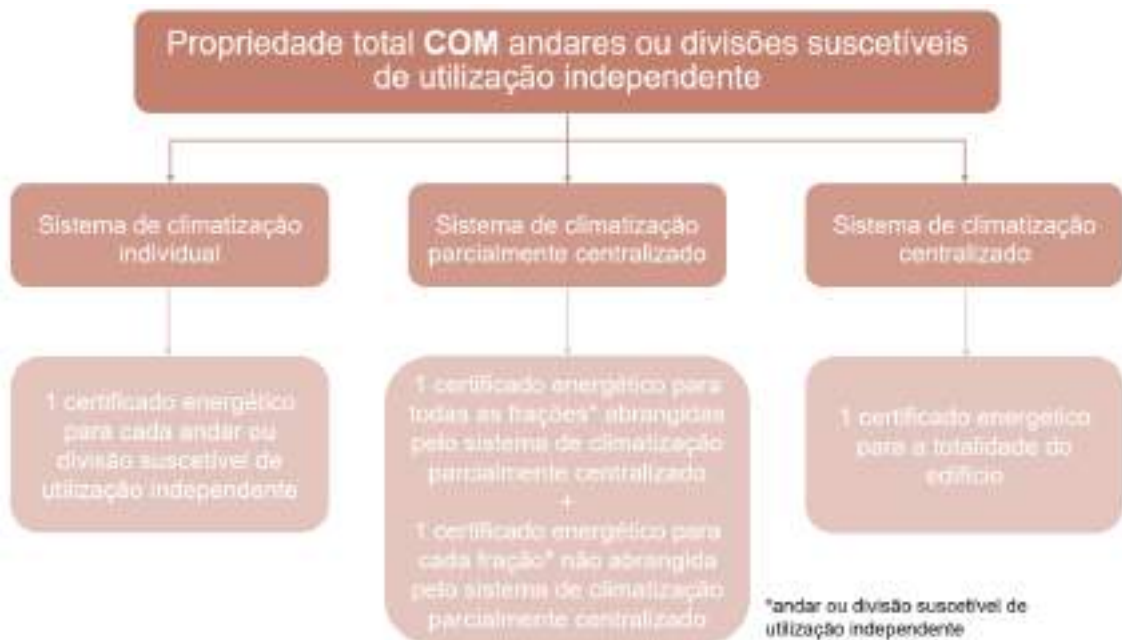 Propriedade total COM andares ou divisões suscetíveis
de utilização independente
Sistema de climatização
individual
Sistema de climatização
parcialmente centralizado
Sistema de climatização
centralizado
1 certificado energético
para cada andar ou
divisão suscetível de
utilização independente
1 certificado energético para
todas as frações* abrangidas
pelo sistema de climatização
parcialmente centralizado
+
1 certificado energético para
cada fração* não abrangida
pelo sistema de climatização
parcialmente centralizado
1 certificado energético
para a totalidade do
edifício
*andar ou divisão suscetível de
utilização independente